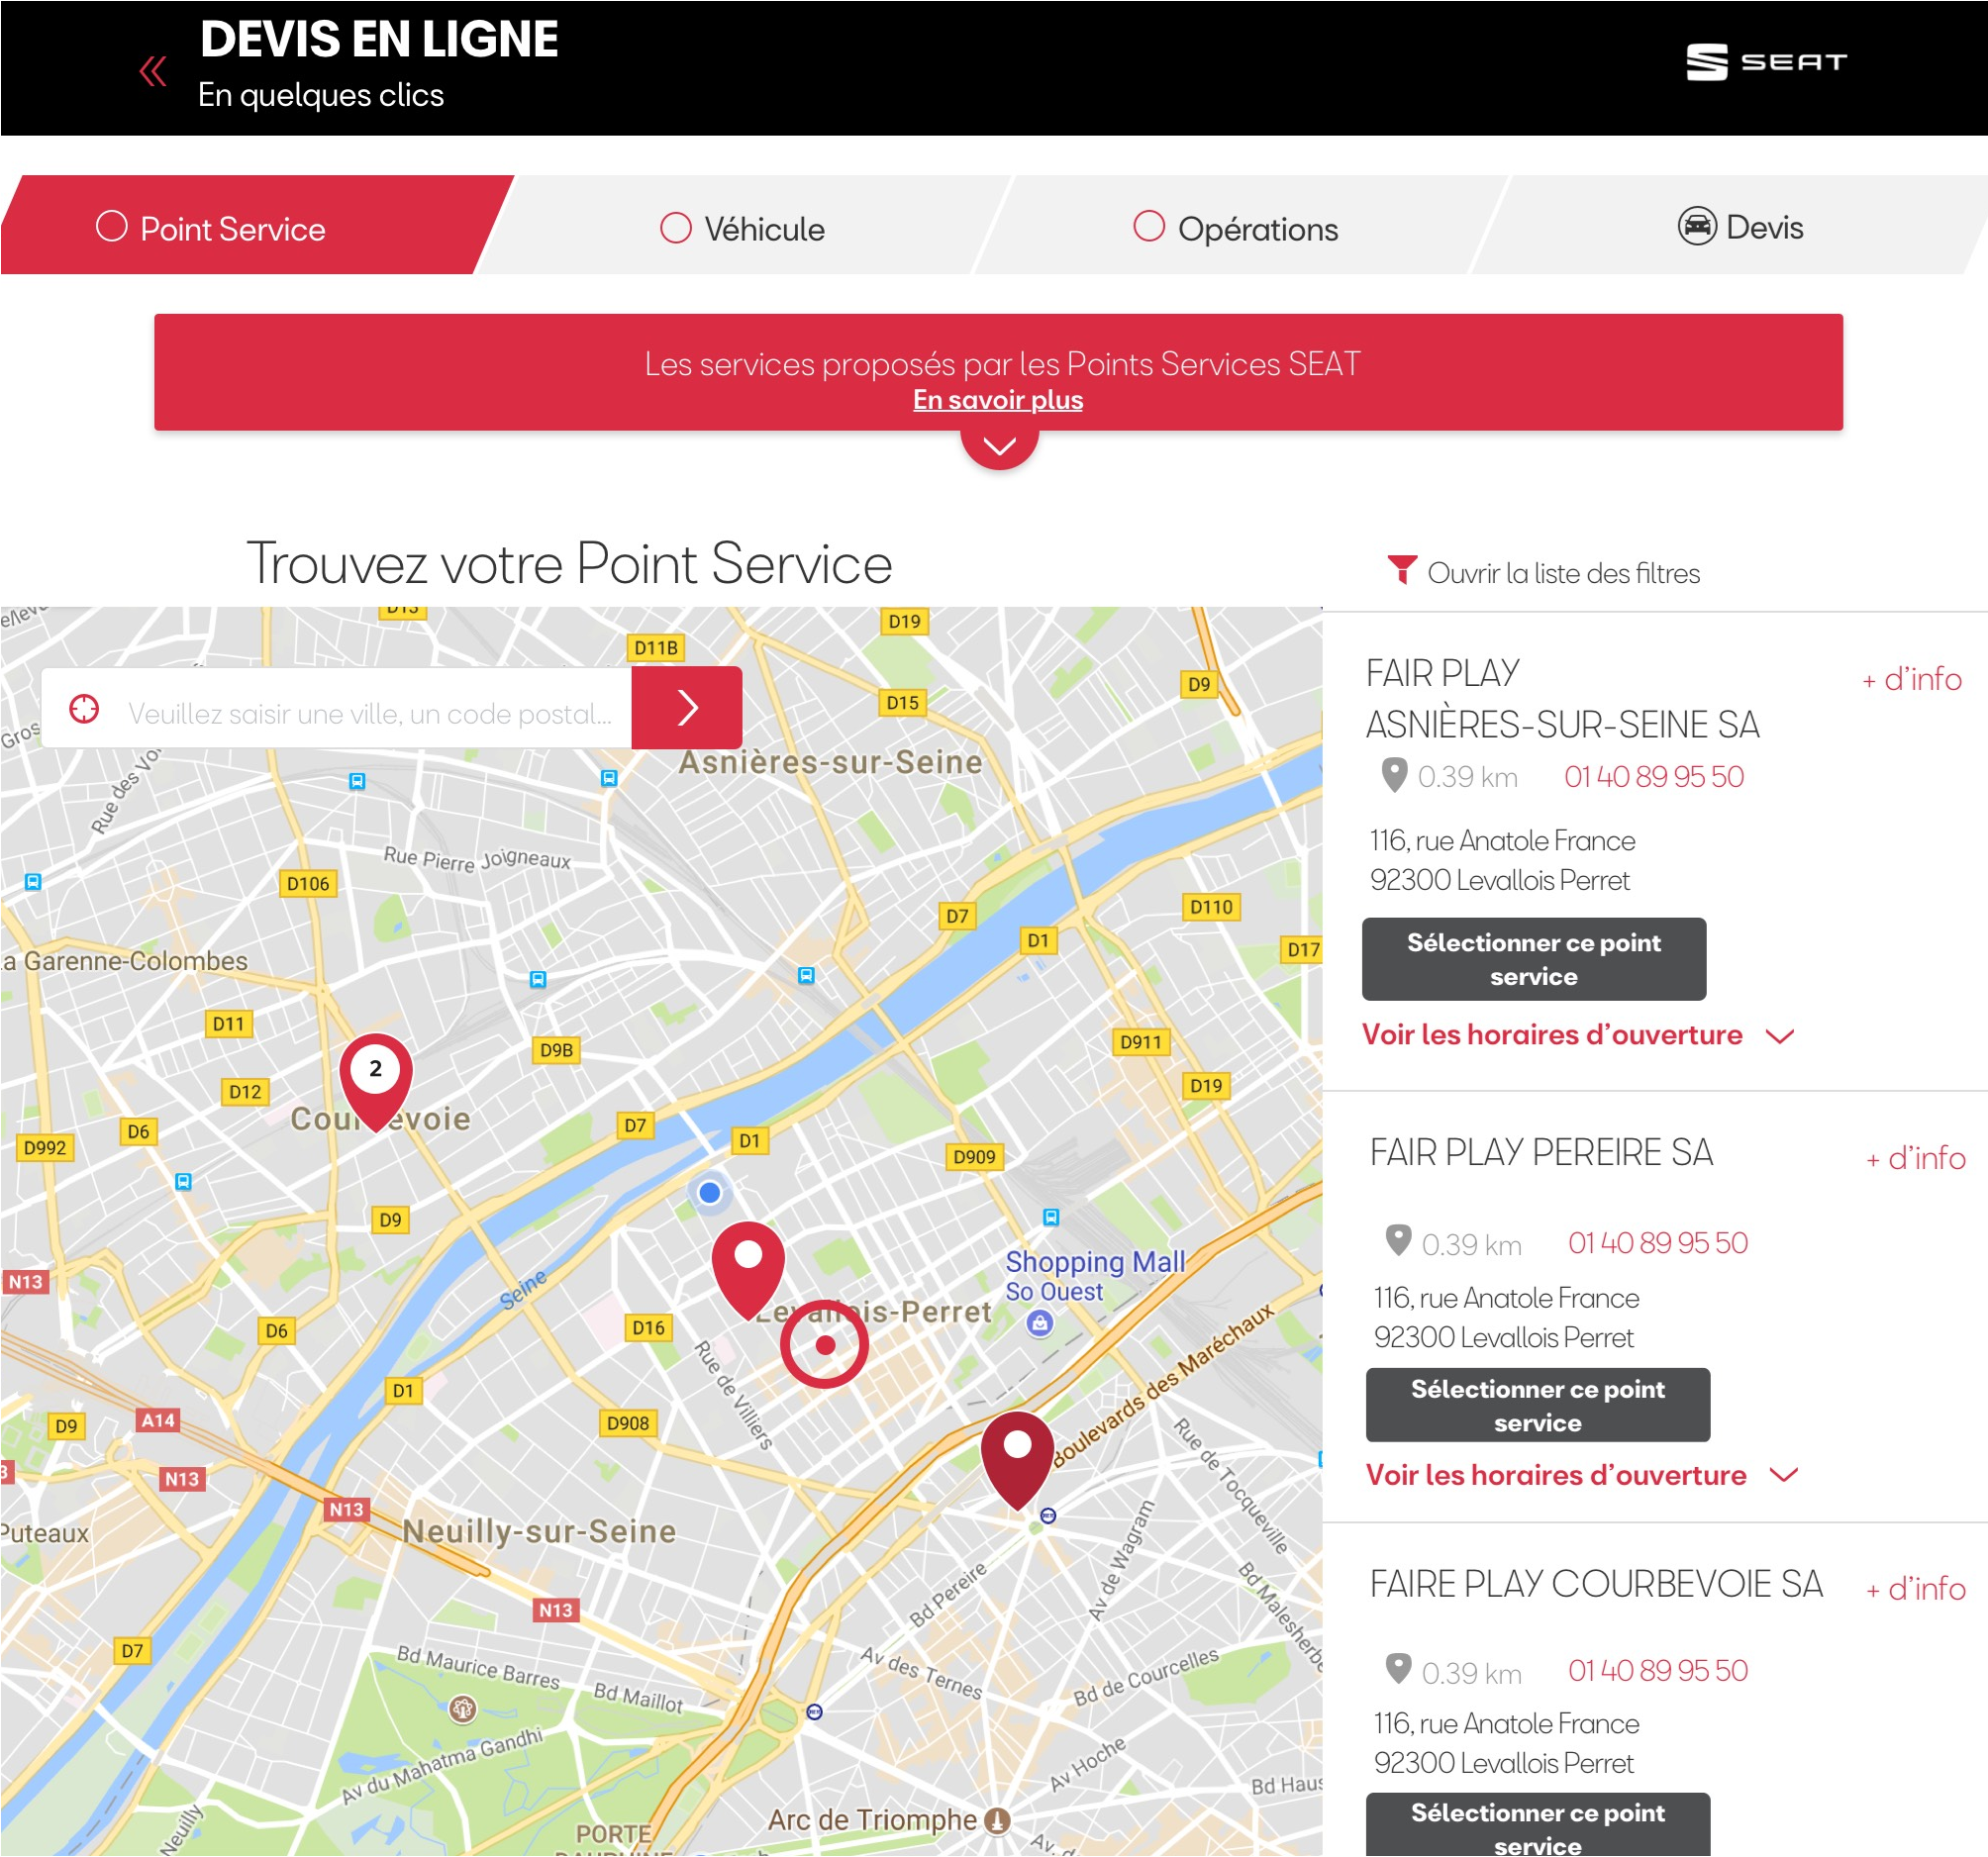 DEVIS EN LIGNE
En quelques clics
SEAT
Point Service
Véhicule
Opérations
Devis
Les services proposés par les Points Services SEAT
En savoir plus
Trouvez votre Point Service
Ouvrir la liste des filtres
Veuillez saisir une ville, un code postal...
D13
D11B
D19
D15
D9
Gros
Rue des Vo
Asnières-sur-Seine
Rue Pierre Joigneaux
D106
D7
D110
D1
D17
a Garenne-Colombes
D11
D9B
D911
2
D12
D19
Courbevoie
D6
D992
D7
D1
D909
D9
Shopping Mall
So Ouest
N13
Seine
D6
D16
Levallois-Perret
Rue de Villiers
Boulevards des Maréchaux
D1
D9
A14
D908
N13
3
N13
Rue de Tocqueville
Puteaux
Neuilly-sur-Seine
Av de Wagram
N13
Bd Pereire
Bd Malesherbe
D7
Bd Maurice Barres
Bd Maillot
Av des Ternes
Bd de Courcelles
Av du Mahatma Gandhi
Av Hoche
Bd Haus
Neuilly
Arc de Triomphe
PORTE
DAUPHINE
Av. d
FAIR PLAY
ASNIÈRES-SUR-SEINE SA
+ d’info
0.39 km
01 40 89 95 50
116, rue Anatole France
92300 Levallois Perret
Sélectionner ce point
service
Voir les horaires d’ouverture
FAIR PLAY PEREIRE SA
+ d’info
0.39 km
01 40 89 95 50
116, rue Anatole France
92300 Levallois Perret
Sélectionner ce point
service
Voir les horaires d’ouverture
FAIRE PLAY COURBEVOIE SA
+ d’info
0.39 km
01 40 89 95 50
116, rue Anatole France
92300 Levallois Perret
Sélectionner ce point
service